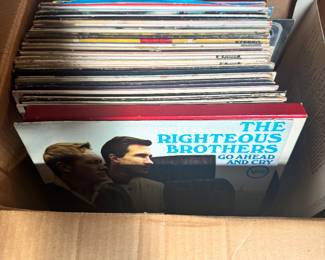 THE
RIGHTEOUS
BROTHERS
GO AHEAD
AND CRY